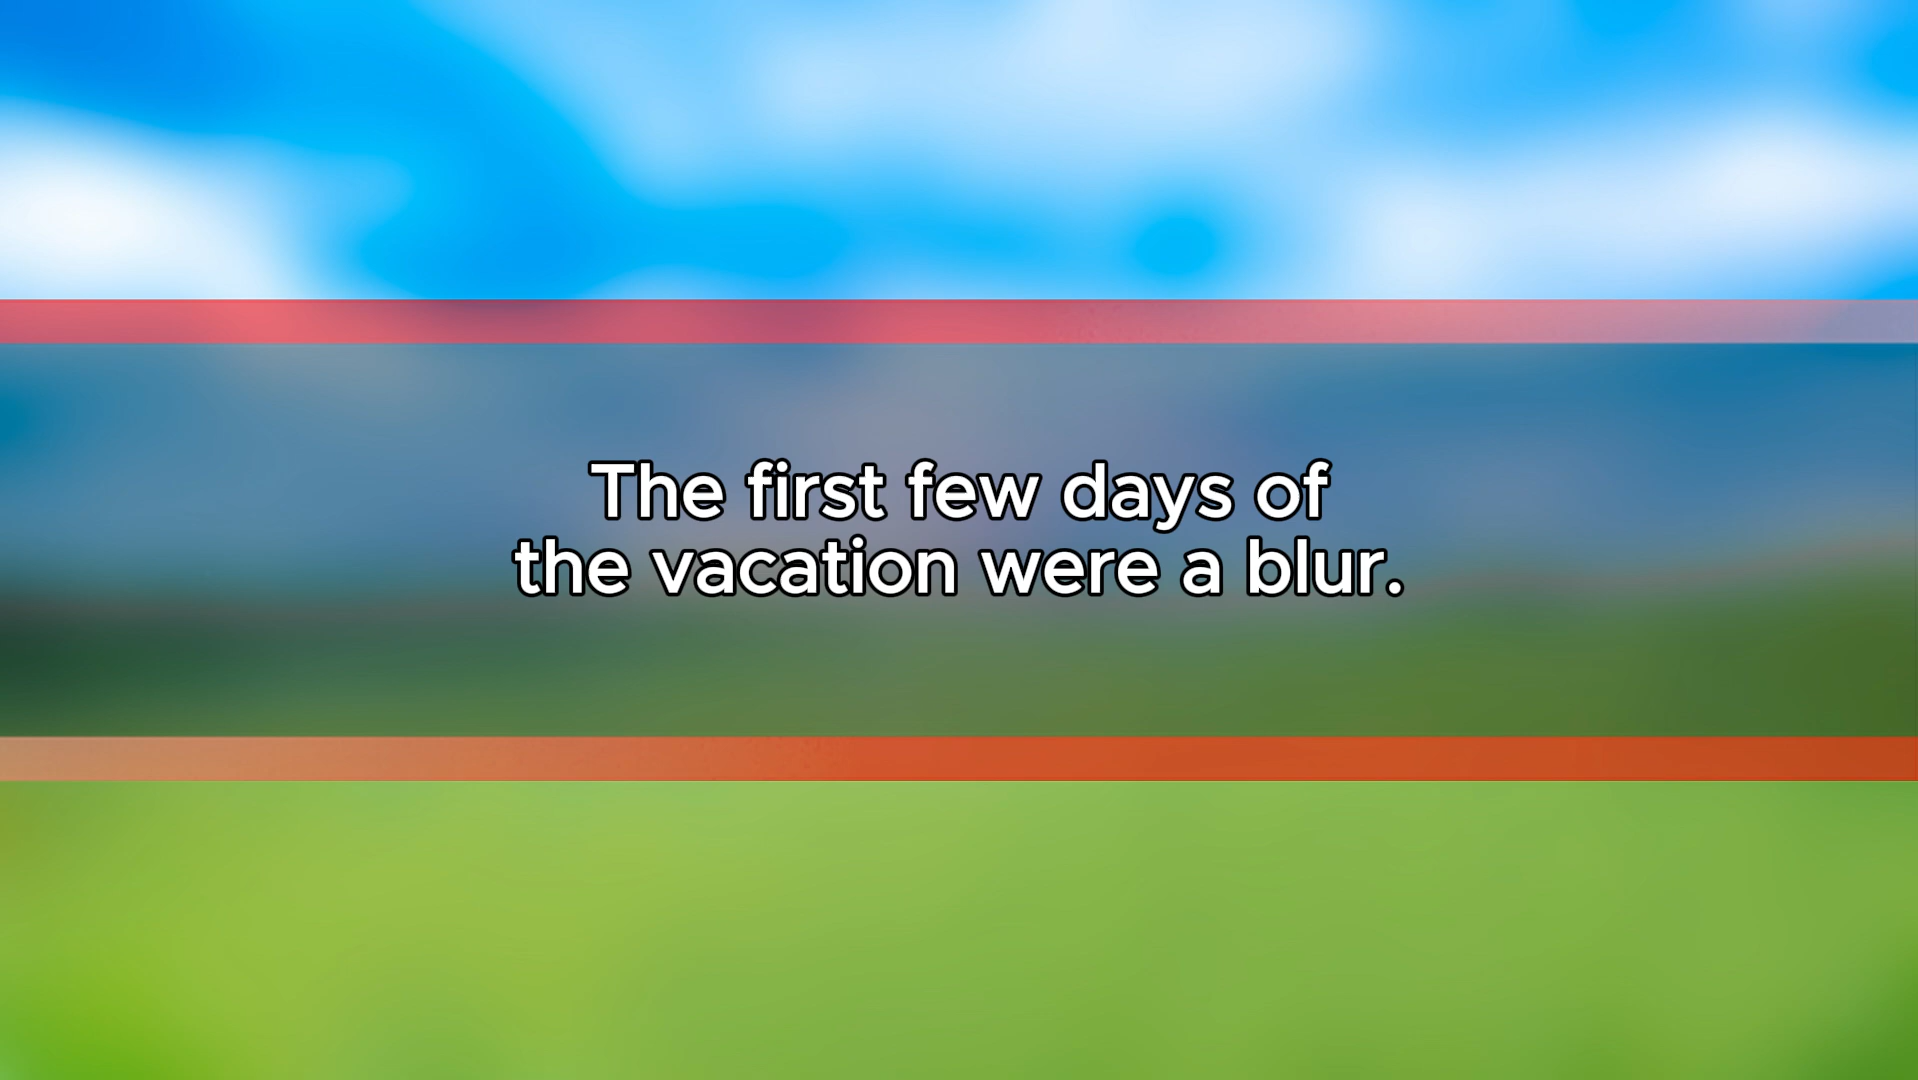 The first few days of
the vacation were a blur.